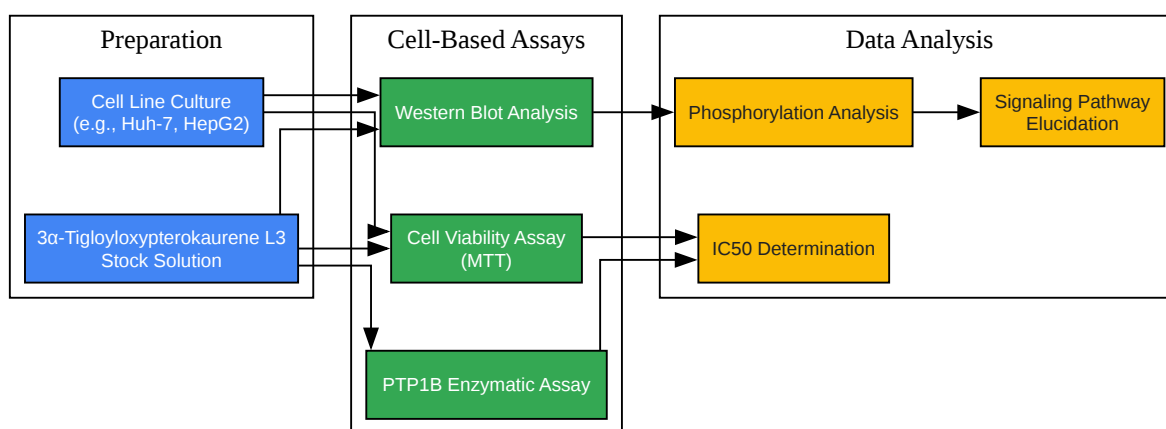 Preparation
Cell Line Culture
(e.g., Huh-7, HepG2)
3α-Tigloyloxypterokaurene L3
Stock Solution
Cell-Based Assays
Western Blot Analysis
Cell Viability Assay
(MTT)
PTP1B Enzymatic Assay
Data Analysis
Phosphorylation Analysis
Signaling Pathway
Elucidation
IC50 Determination